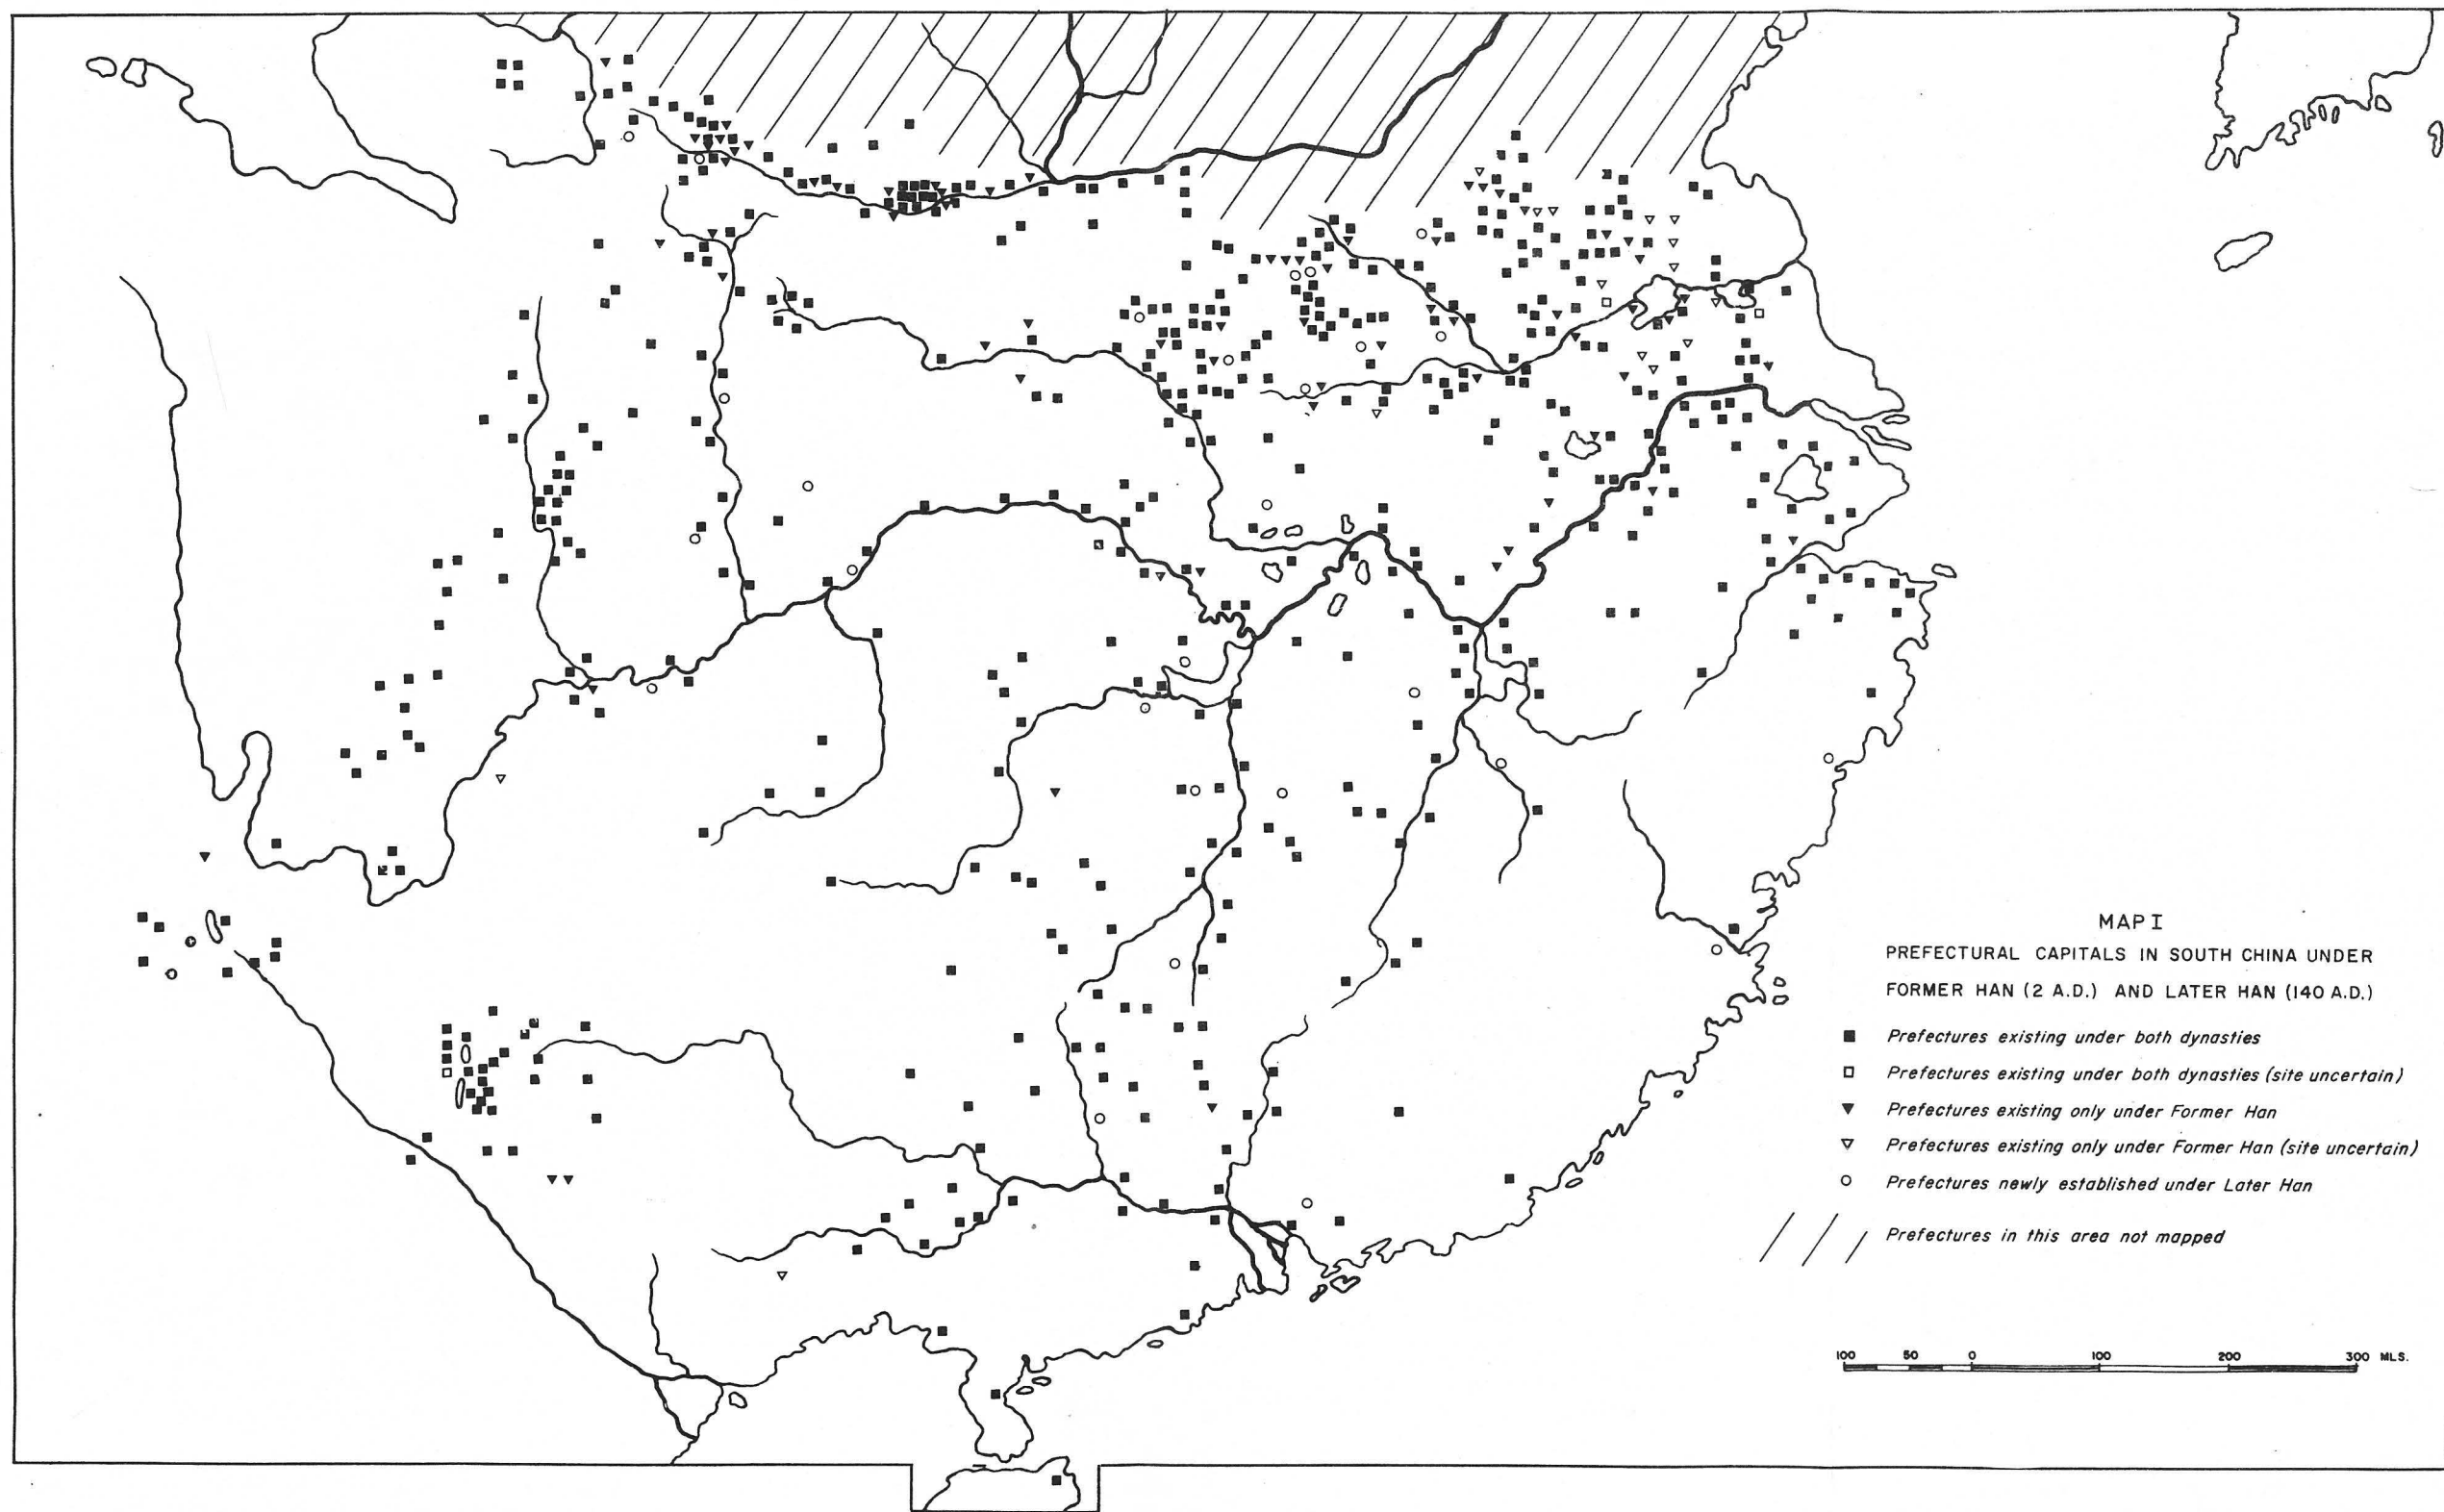 MAP I
PREFECTURAL CAPITALS IN SOUTH CHINA UNDER
FORMER HAN (2 A.D.) AND LATER HAN (140 A.D.)
Prefectures existing under both dynasties
Prefectures existing under both dynasties (site uncertain)
Prefectures existing only under Former Han
Prefectures existing only under Former Han (site uncertain)
Prefectures newly established under Later Han
Prefectures in this area not mapped
100 50 0 100 200 300 MLS.